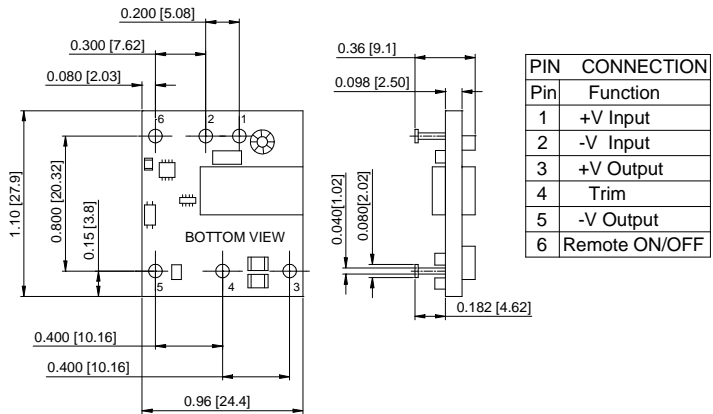 0.200 [5.08]
0.300 [7.62]
0.080 [2.03]
6
2
1
1.10 [27.9]
0.800 [20.32]
0.15 [3.8]
BOTTOM VIEW
5
4
3
0.400 [10.16]
0.400 [10.16]
0.96 [24.4]
0.36 [9.1]
0.098 [2.50]
0.040[1.02]
0.080[2.02]
0.182 [4.62]
PIN CONNECTION
Pin Function
1 +V Input
2 -V Input
3 +V Output
4 Trim
5 -V Output
6 Remote ON/OFF